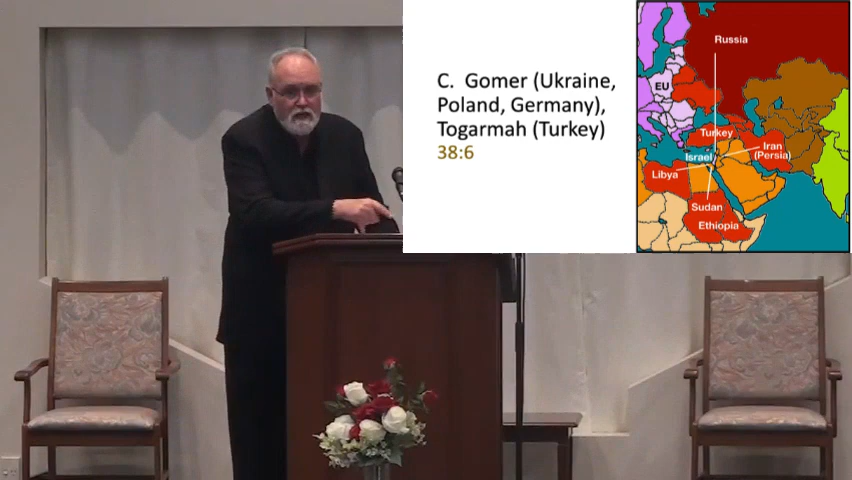 C. Gomer (Ukraine,
Poland, Germany),
Togarmah (Turkey)
38:6
Russia
EU
Turkey
Iran
(Persia)
Israel
Libya
Sudan
Ethiopia